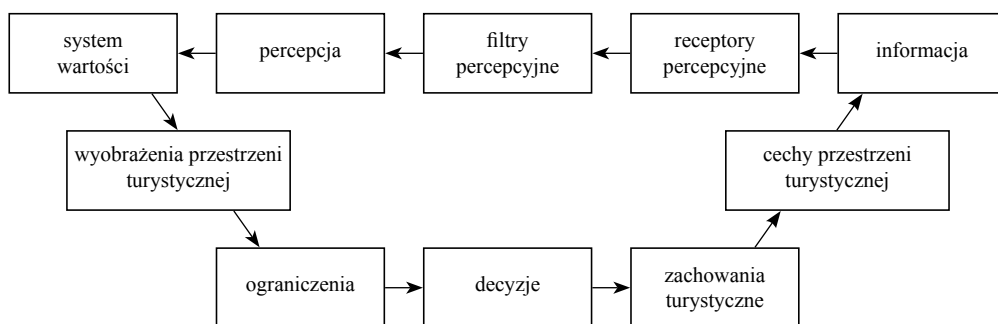 system
wartości
percepcja
filtry
percepcyjne
receptory
percepcyjne
informacja
wyobrażenia przestrzeni
turystycznej
cechy przestrzeni
turystycznej
ograniczenia
decyzje
zachowania
turystyczne